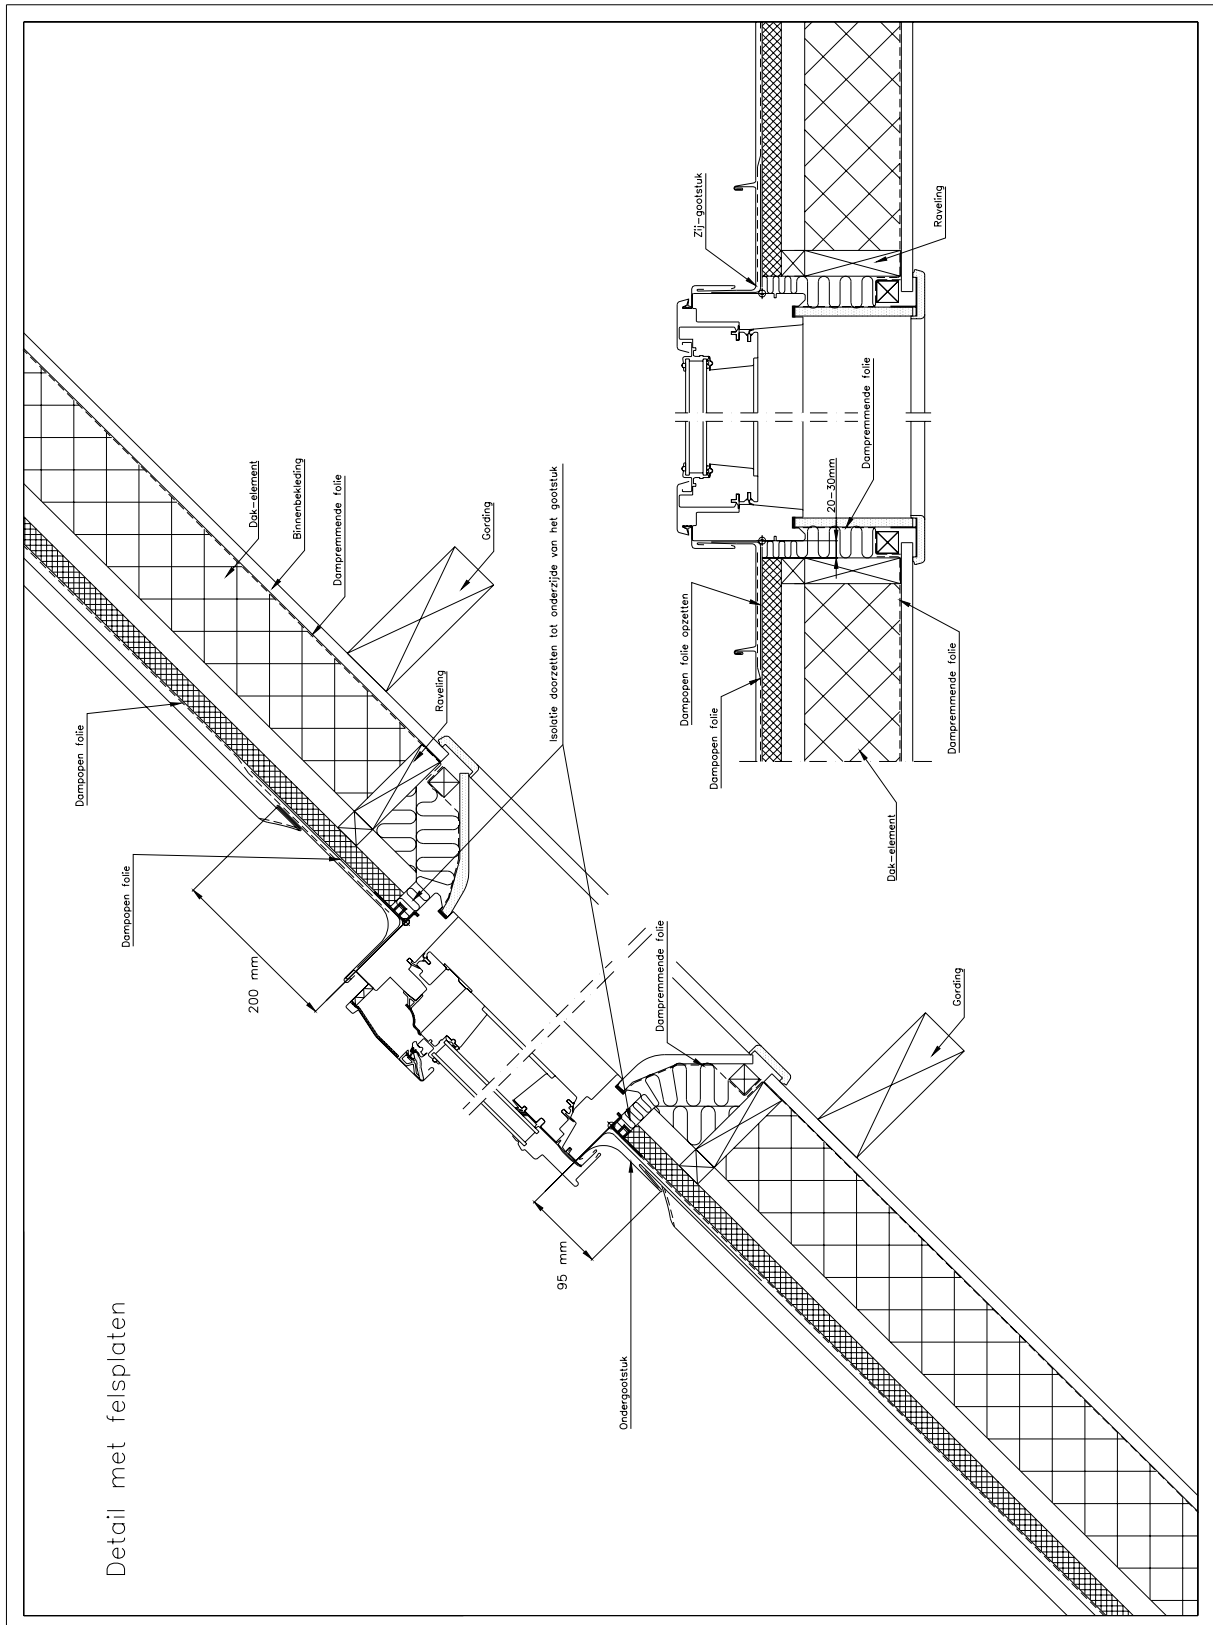 Detail met felsplaten
Dampopen folie
Dampopen folie
200 mm
Dak-element
Binnenbekleding
Dampremmende folie
Raveling
Gording
Isolatie doorzetten tot onderzijde van het gootstuk
95 mm
Ondergootstuk
Dampremmende folie
Gording
Zij-gootstuk
Raveling
Dampopen folie opzetten
Dampopen folie
20-30mm
Dampremmende folie
Dampremmende folie
Dak-element